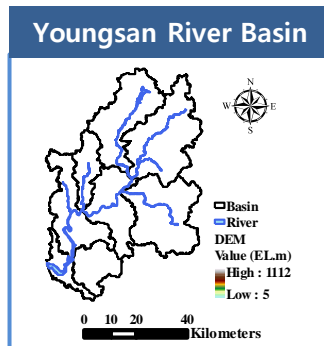 Youngsan River Basin
N
W E
S
Basin
River
DEM
Value (EL.m)
High : 1112
Low : 5
0 10 20 40
Kilometers